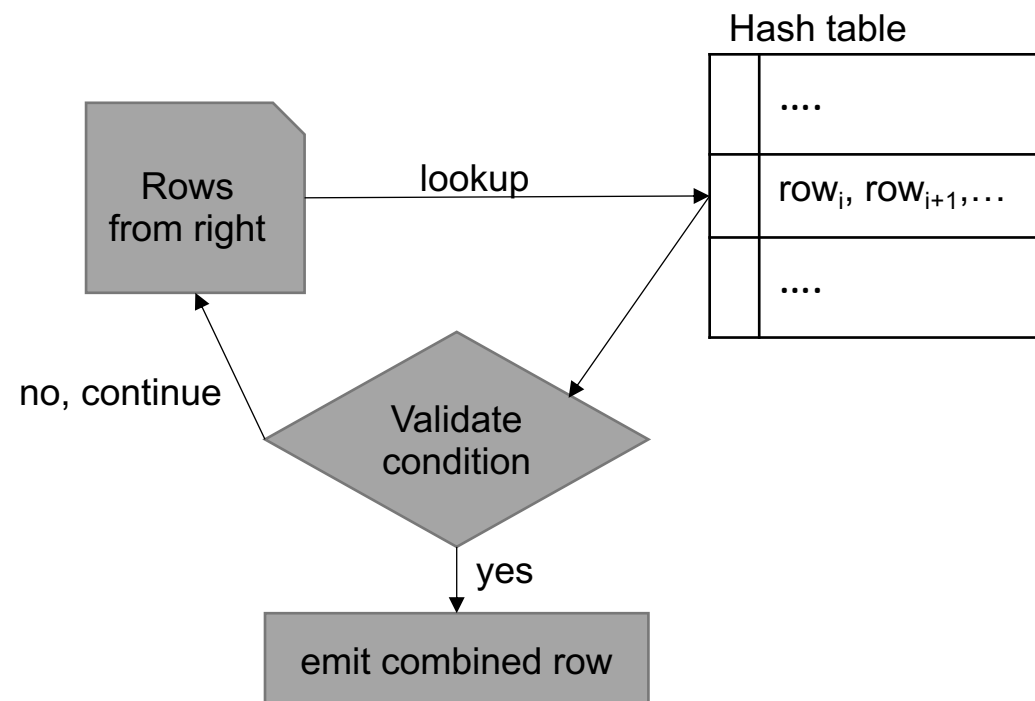 Hash table
....
Rows
from right
lookup
rowᵢ, rowᵢ₊₁,...
....
no, continue
Validate
condition
yes
emit combined row